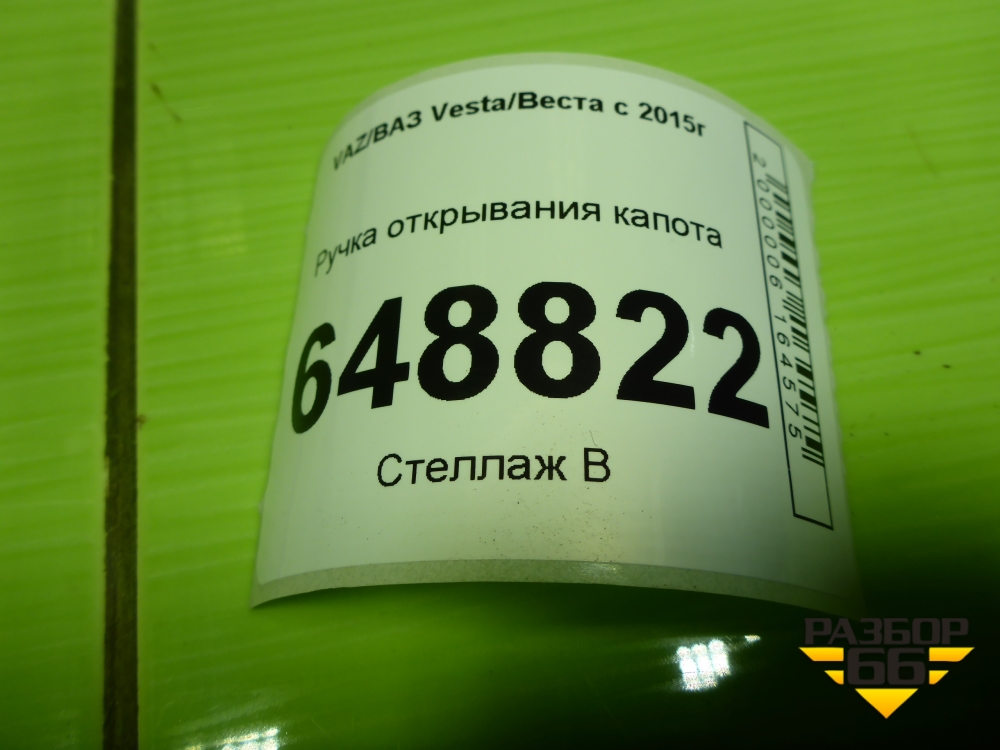 VAZ/ВАЗ Vesta/Веста с 2015г
Ручка открывания капота
648822
Стеллаж В
2000006164575
РАЗБОР
66